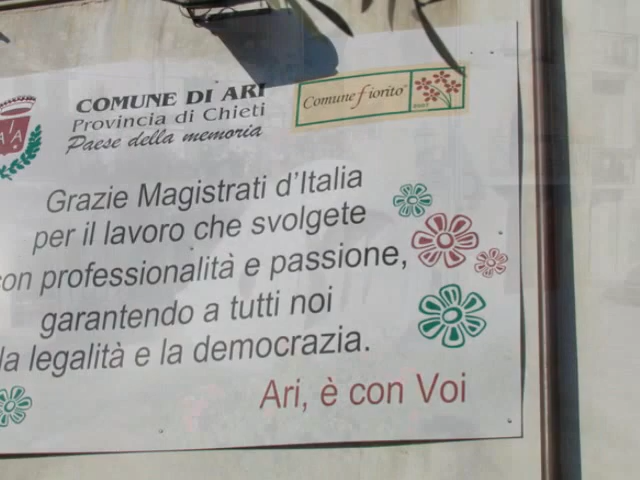 COMUNE DI ARI
Provincia di Chieti
Paese della memoria
Comune fiorito
Grazie Magistrati d'Italia
per il lavoro che svolgete
con professionalità e passione,
garantendo a tutti noi
la legalità e la democrazia.
Ari, è con Voi